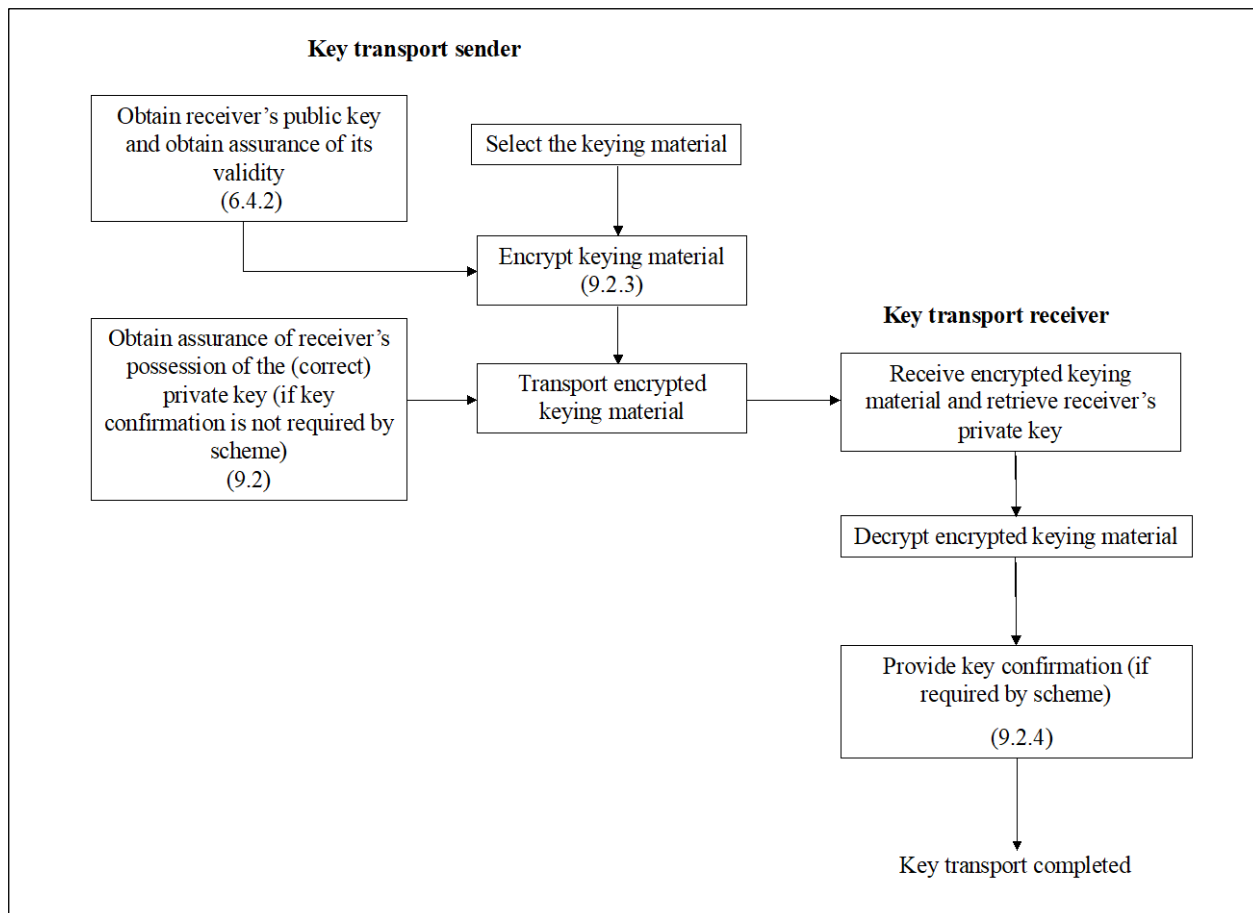 Key transport sender
Obtain receiver’s public key
and obtain assurance of its
validity
(6.4.2)
Select the keying material
Encrypt keying material
(9.2.3)
Obtain assurance of receiver’s
possession of the (correct)
private key (if key
confirmation is not required by
scheme)
(9.2)
Transport encrypted
keying material
Key transport receiver
Receive encrypted keying
material and retrieve receiver’s
private key
Decrypt encrypted keying material
Provide key confirmation (if
required by scheme)
(9.2.4)
Key transport completed